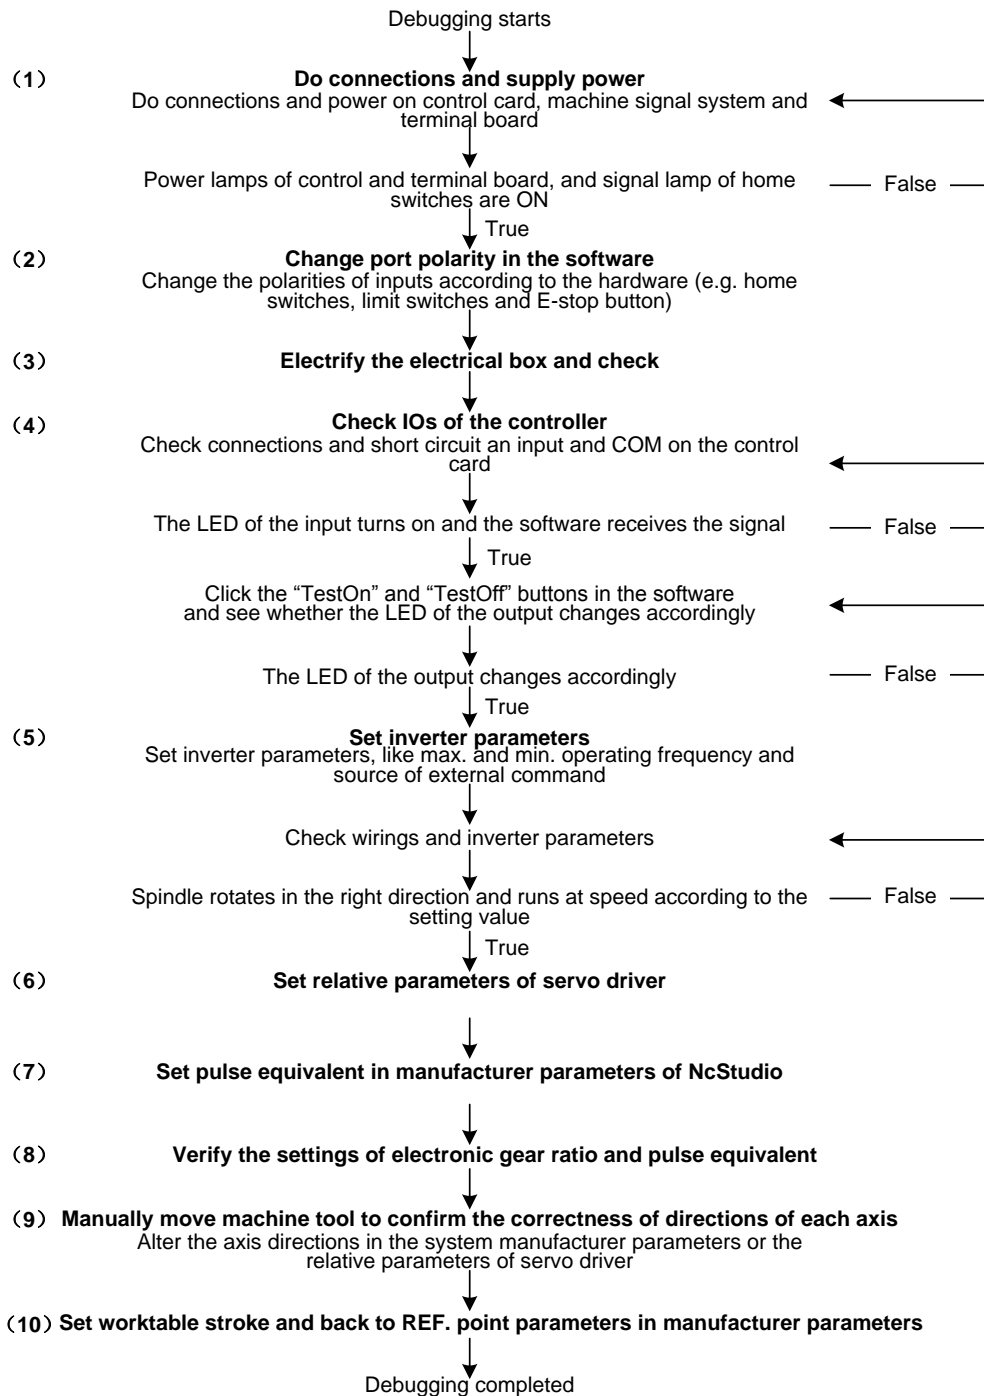 Debugging starts
（1） Do connections and supply power
Do connections and power on control card, machine signal system and
terminal board
Power lamps of control and terminal board, and signal lamp of home
switches are ON
False
True
（2） Change port polarity in the software
Change the polarities of inputs according to the hardware (e.g. home
switches, limit switches and E-stop button)
（3） Electrify the electrical box and check
（4） Check IOs of the controller
Check connections and short circuit an input and COM on the control
card
The LED of the input turns on and the software receives the signal
False
True
Click the “TestOn” and “TestOff” buttons in the software
and see whether the LED of the output changes accordingly
The LED of the output changes accordingly
False
True
（5） Set inverter parameters
Set inverter parameters, like max. and min. operating frequency and
source of external command
Check wirings and inverter parameters
Spindle rotates in the right direction and runs at speed according to the
setting value
False
True
（6） Set relative parameters of servo driver
（7） Set pulse equivalent in manufacturer parameters of NcStudio
（8） Verify the settings of electronic gear ratio and pulse equivalent
（9） Manually move machine tool to confirm the correctness of directions of each axis
Alter the axis directions in the system manufacturer parameters or the
relative parameters of servo driver
（10） Set worktable stroke and back to REF. point parameters in manufacturer parameters
Debugging completed